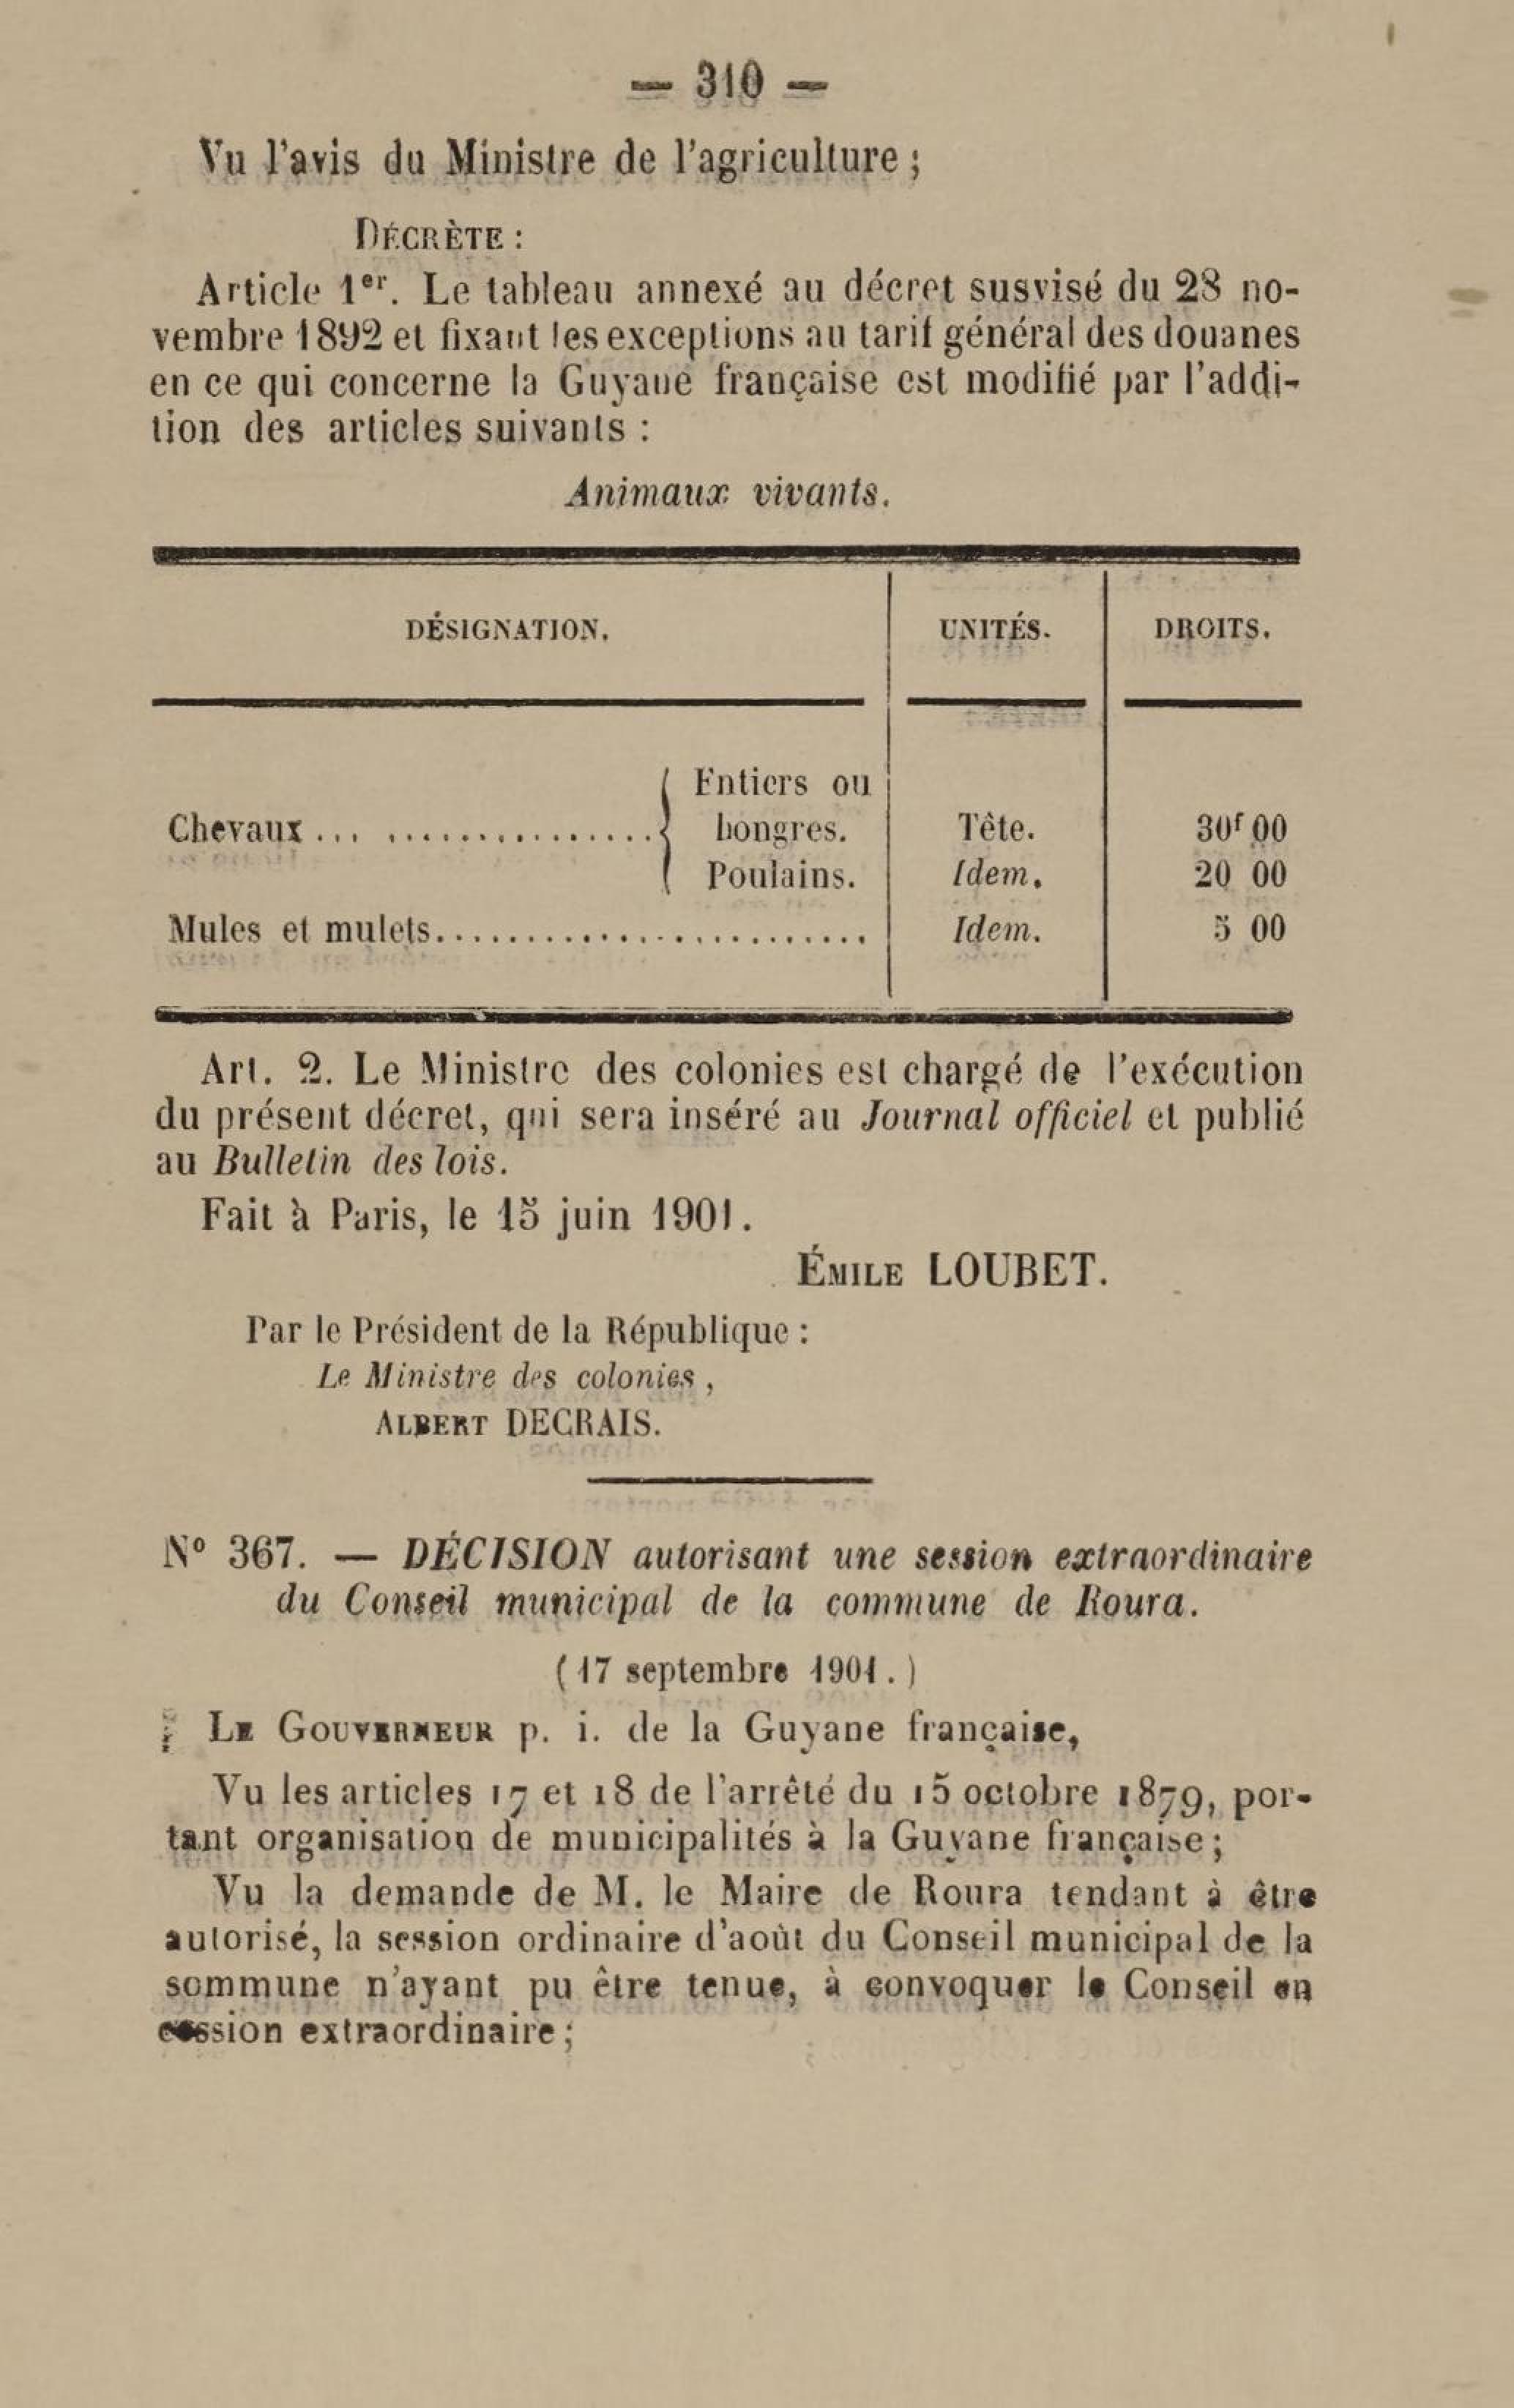 — 310 —
Vu l'avis du Ministre de l'agriculture ;
DÉCRÈTE :
Article 1er. Le tableau annexé au décret susvisé du 28 no-
vembre 1892 et fixant les exceptions au tarif général des douanes
en ce qui concerne la Guyane française est modifié par l'addi-
tion des articles suivants :
Animaux vivants.
DÉSIGNATION. UNITÉS. DROITS.
Entiers ou
Chevaux ... ................ { hongres. Tête. 30f 00
Poulains. Idem. 20 00
Mules et mulets........................ Idem. 5 00
Art. 2. Le Ministre des colonies est chargé de l'exécution
du présent décret, qui sera inséré au Journal officiel et publié
au Bulletin des lois.
Fait à Paris, le 15 juin 1901.
ÉMILE LOUBET.
Par le Président de la République :
Le Ministre des colonies ,
ALBERT DECRAIS.
N° 367. — DÉCISION autorisant une session extraordinaire
du Conseil municipal de la commune de Roura.
( 17 septembre 1901. )
LE GOUVERNEUR p. i. de la Guyane française,
Vu les articles 17 et 18 de l'arrêté du 15 octobre 1879, por-
tant organisation de municipalités à la Guyane française ;
Vu la demande de M. le Maire de Roura tendant à être
autorisé, la session ordinaire d'août du Conseil municipal de la
sommune n'ayant pu être tenue, à convoquer le Conseil en
cession extraordinaire ;